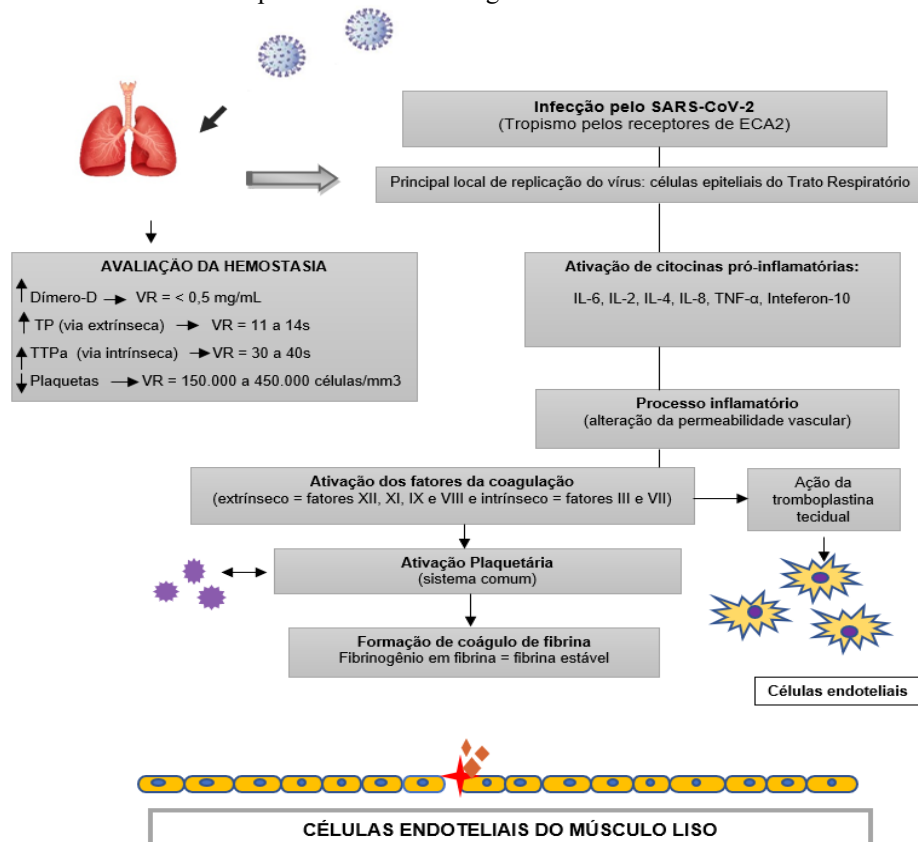 Infecção pelo SARS-CoV-2
(Tropismo pelos receptores de ECA2)
Principal local de replicação do vírus: células epiteliais do Trato Respiratório
AVALIAÇÃO DA HEMOSTASIA
Dímero-D VR = < 0,5 mg/mL
TP (via extrínseca) VR = 11 a 14s
TTPa (via intrínseca) VR = 30 a 40s
Plaquetas VR = 150.000 a 450.000 células/mm3
Ativação de citocinas pró-inflamatórias:
IL-6, IL-2, IL-4, IL-8, TNF-α, Inteferon-10
Processo inflamatório
(alteração da permeabilidade vascular)
Ativação dos fatores da coagulação
(extrínseco = fatores XII, XI, IX e VIII e intrínseco = fatores III e VII)
Ação da
tromboplastina
tecidual
Ativação Plaquetária
(sistema comum)
Formação de coágulo de fibrina
Fibrinogênio em fibrina = fibrina estável
Células endoteliais
CÉLULAS ENDOTELIAIS DO MÚSCULO LISO